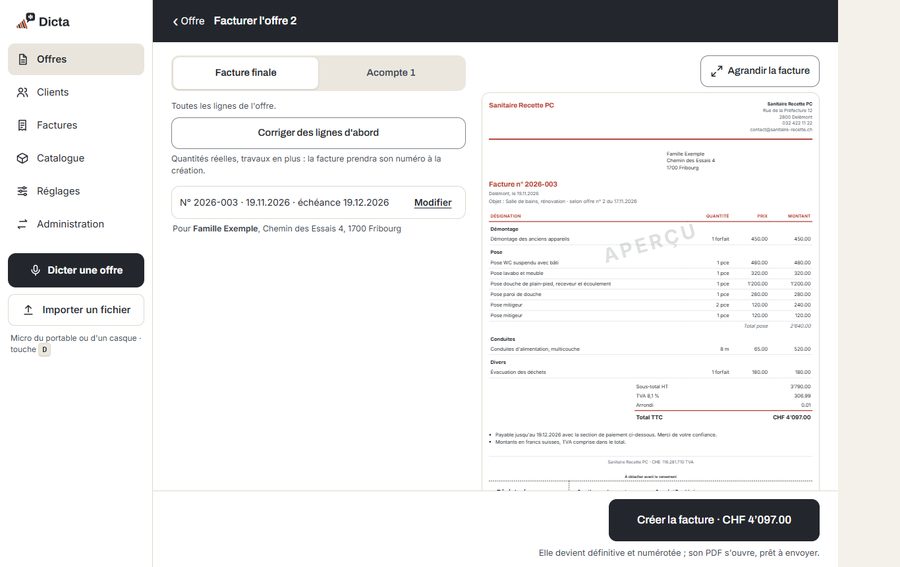 Dicta
Offres
Clients
Factures
Catalogue
Réglages
Administration
Dicter une offre
Importer un fichier
Micro du portable ou d'un casque ·
touche D
Offre Facturer l'offre 2
Facture finale
Acompte 1
Toutes les lignes de l'offre.
Corriger des lignes d'abord
Quantités réelles, travaux en plus : la facture prendra son numéro à la
création.
N° 2026-003 · 19.11.2026 · échéance 19.12.2026 Modifier
Pour Famille Exemple, Chemin des Essais 4, 1700 Fribourg
Agrandir la facture
Sanitaire Recette PC
Sanitaire Recette PC
Rue de la Préfecture 12
2800 Delémont
032 422 11 22
contact@sanitaire-recette.ch
Famille Exemple
Chemin des Essais 4
1700 Fribourg
Facture n° 2026-003
Delémont, le 19.11.2026
Objet : Salle de bains, rénovation · selon offre n° 2 du 17.11.2026
DÉSIGNATION QUANTITÉ PRIX MONTANT
APERÇU
Démontage
Démontage des anciens appareils 1 forfait 450.00 450.00
Pose
Pose WC suspendu avec bâti 1 pce 480.00 480.00
Pose lavabo et meuble 1 pce 320.00 320.00
Pose douche de plain-pied, receveur et écoulement 1 pce 1'200.00 1'200.00
Pose paroi de douche 1 pce 280.00 280.00
Pose mitigeur 2 pce 120.00 240.00
Pose mitigeur 1 pce 120.00 120.00
Total pose 2'640.00
Conduites
Conduites d'alimentation, multicouche 8 m 65.00 520.00
Divers
Évacuation des déchets 1 forfait 180.00 180.00
Sous-total HT 3'790.00
TVA 8,1 % 306.99
Arrondi 0.01
Total TTC CHF 4'097.00
• Payable jusqu'au 19.12.2026 avec la section de paiement ci-dessous. Merci de votre confiance.
• Montants en francs suisses, TVA comprise dans le total.
Sanitaire Recette PC · CHE-116.281.710 TVA
A détacher avant le versement
Créer la facture · CHF 4'097.00
Elle devient définitive et numérotée ; son PDF s'ouvre, prêt à envoyer.